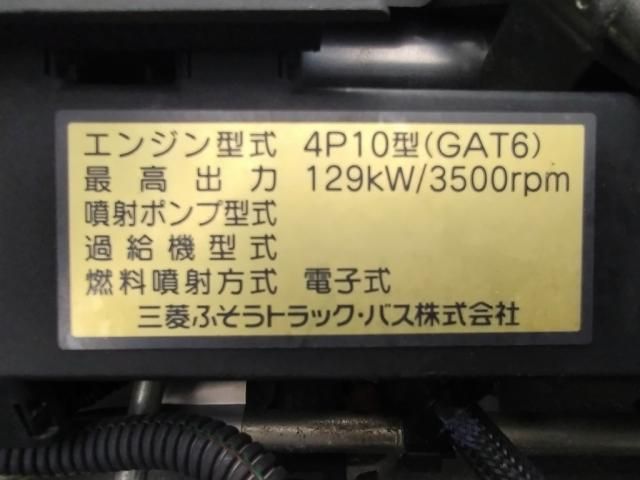 エンジン型式 4P10型(GAT6)
最高出力 129kW/3500rpm
噴射ポンプ型式
過給機型式
燃料噴射方式 電子式
三菱ふそうトラック・バス株式会社